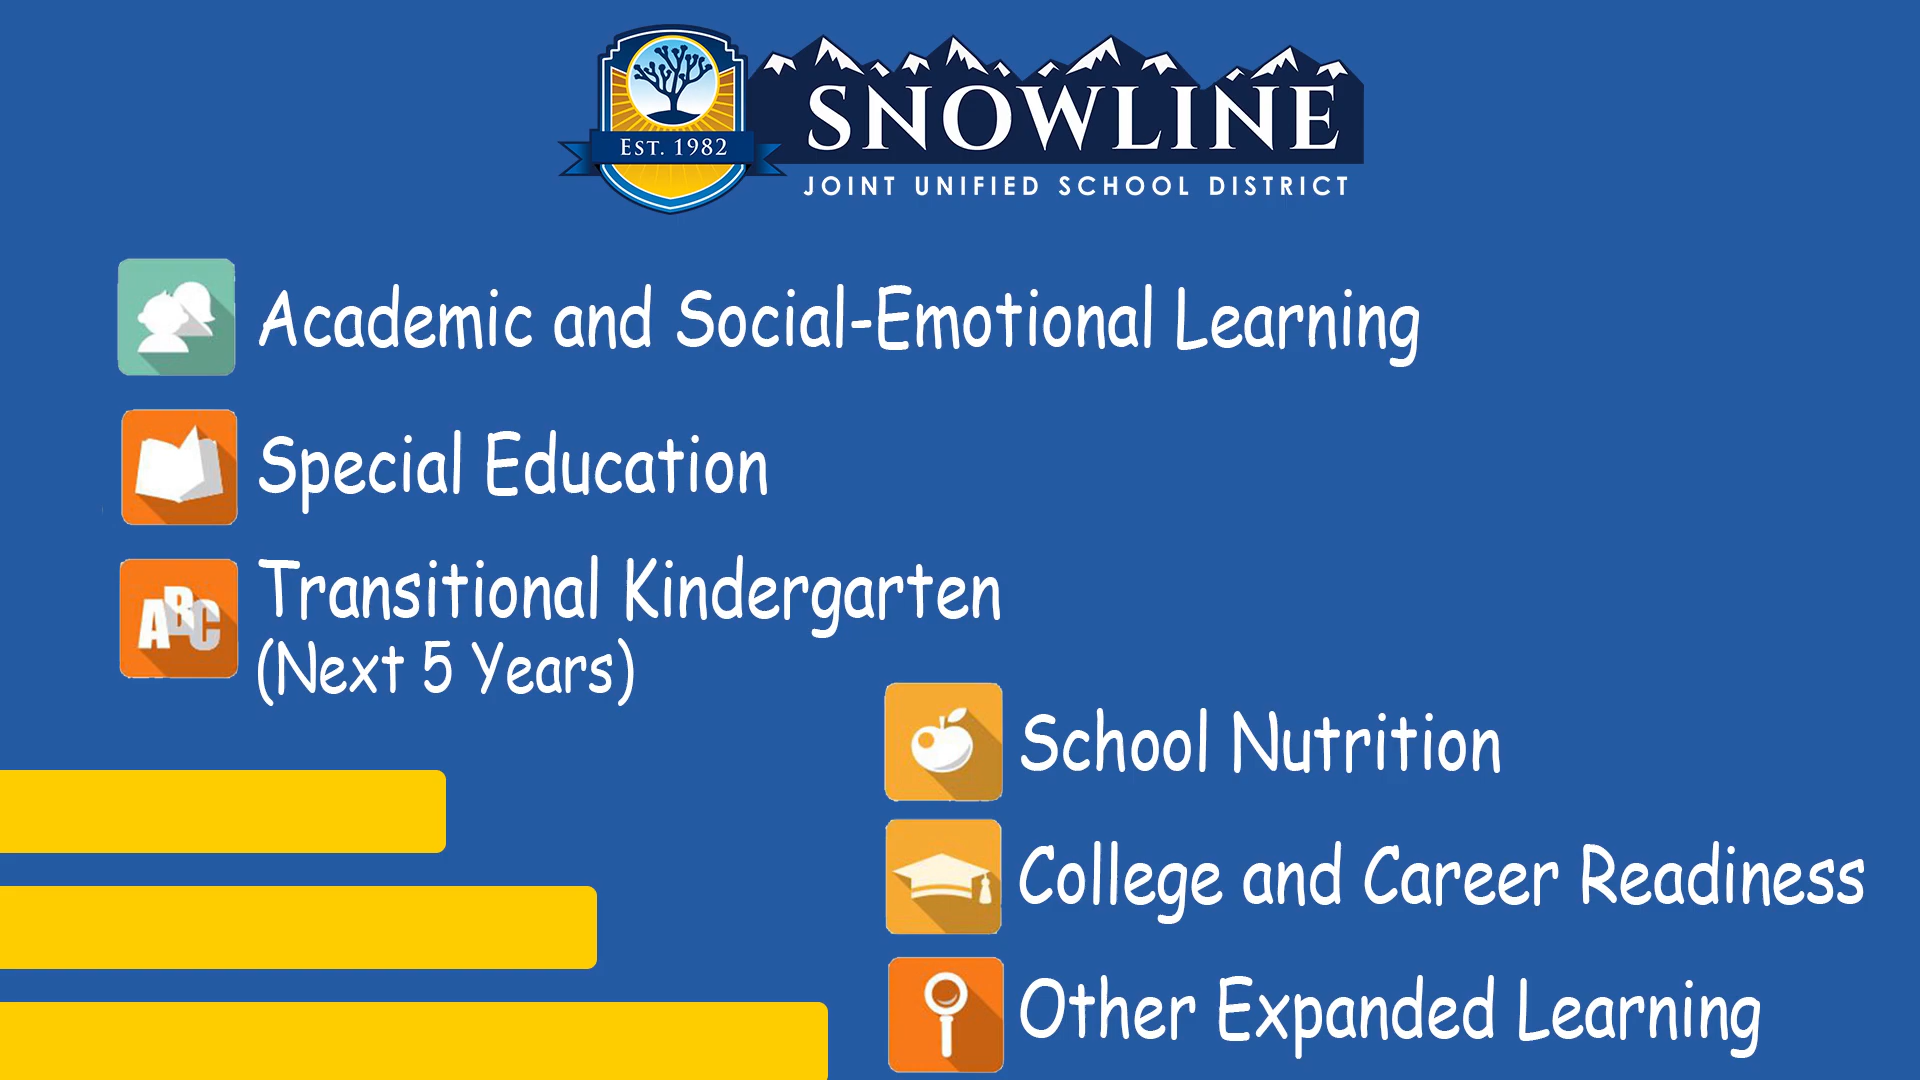 EST. 1982
SNOWLINE
JOINT UNIFIED SCHOOL DISTRICT
Academic and Social-Emotional Learning
Special Education
ABC
Transitional Kindergarten
(Next 5 Years)
School Nutrition
College and Career Readiness
Other Expanded Learning